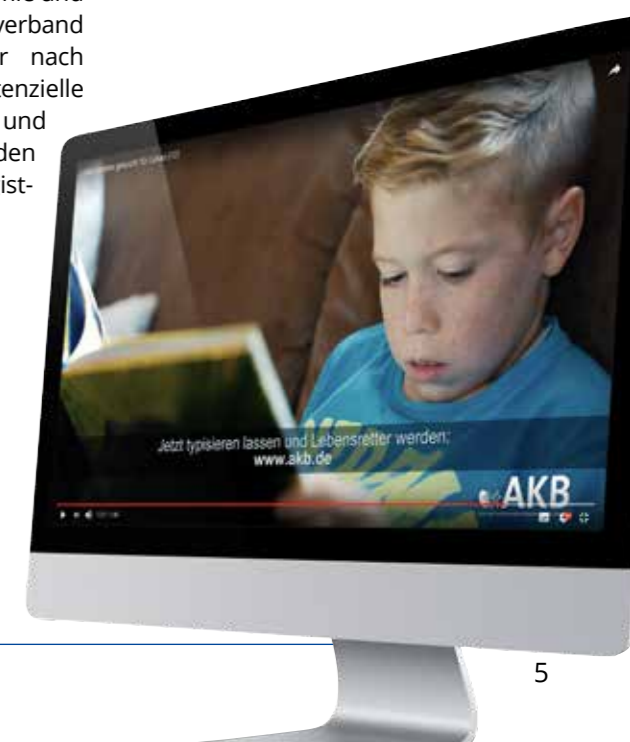 verband
r nach
tenzielle
und
den
ist-
Jetzt typisieren lassen und Lebensretter werden:
www.akb.de
AKB
5